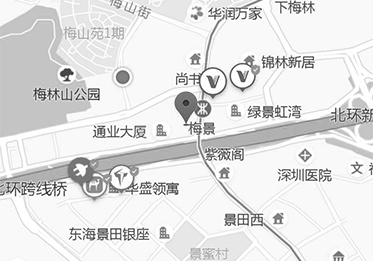 梅山街
华润万家
下梅林
梅山苑1期
锦林新居
尚书
梅林山公园
绿景虹湾
北环新
通业大厦
梅景
紫薇阁
深圳医院
文
北环跨线桥
华盛领寓
景田西
东海景田银座
景蜜村